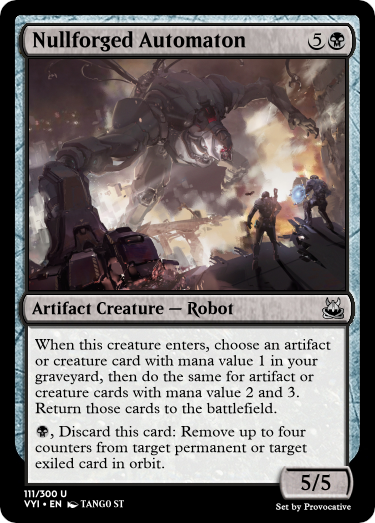 Nullforged Automaton 5
Artifact Creature — Robot
When this creature enters, choose an artifact
or creature card with mana value 1 in your
graveyard, then do the same for artifact or
creature cards with mana value 2 and 3.
Return those cards to the battlefield.
, Discard this card: Remove up to four
counters from target permanent or target
exiled card in orbit.
5/5
111/300 U
VYI • EN TANGO ST
Set by Provocative